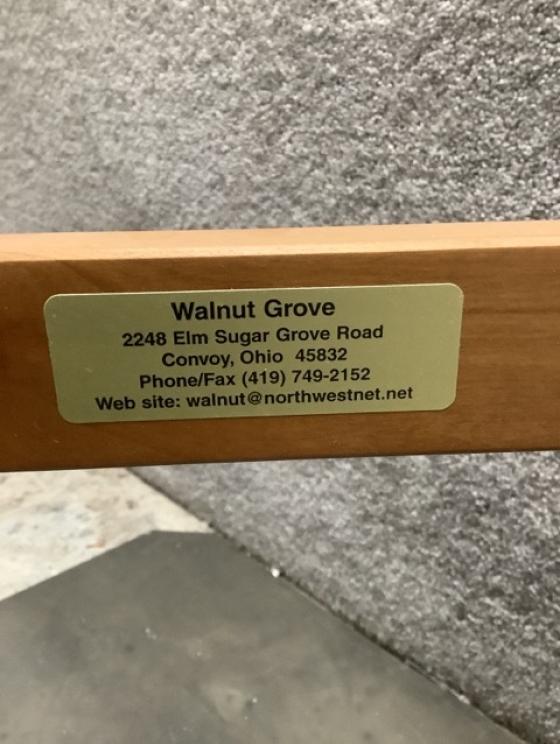 Walnut Grove
2248 Elm Sugar Grove Road
Convoy, Ohio 45832
Phone/Fax (419) 749-2152
Web site: walnut@northwestnet.net